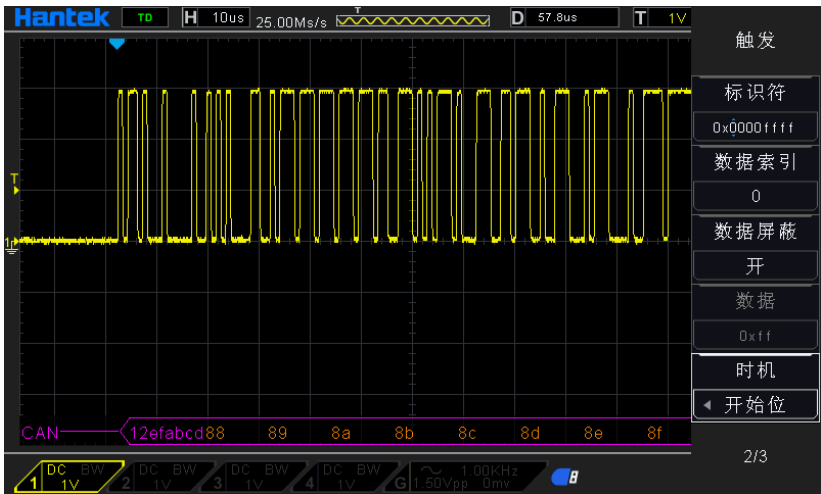 Hantek TD H 10us 25.00Ms/s T D 57.8us T 1V
触发
标识符
0x0000ffff
数据索引
0
数据屏蔽
开
数据
0xff
时机
开始位
2/3
T
1
CAN 12efabcd 88 89 8a 8b 8c 8d 8e 8f
1 DC BW 1V 2 DC BW 1V 3 DC BW 1V 4 DC BW 1V G 1.00KHz 1.50Vpp 0mv